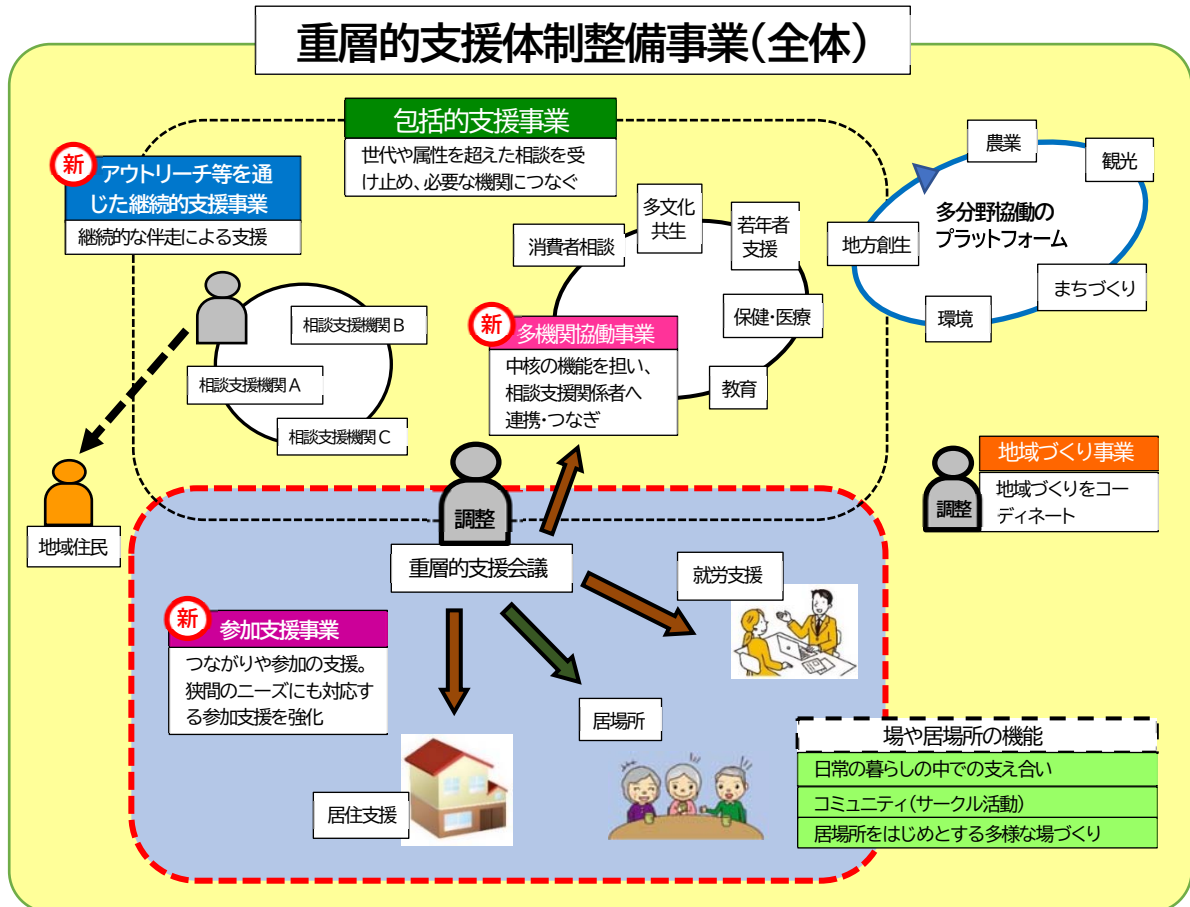 重層的支援体制整備事業(全体)
包括的支援事業
世代や属性を超えた相談を受
け止め、必要な機関につなぐ
新
アウトリーチ等を通
じた継続的支援事業
継続的な伴走による支援
相談支援機関B
相談支援機関A
相談支援機関C
地域住民
消費者相談
多文化
共生
若年者
支援
保健・医療
教育
新
多機関協働事業
中核の機能を担い、
相談支援関係者へ
連携・つなぎ
農業
観光
多分野協働の
プラットフォーム
地方創生
まちづくり
環境
調整
地域づくり事業
地域づくりをコー
ディネート
調整
重層的支援会議
新
参加支援事業
つながりや参加の支援。
狭間のニーズにも対応す
る参加支援を強化
就労支援
居場所
居住支援
場や居場所の機能
日常の暮らしの中での支え合い
コミュニティ(サークル活動)
居場所をはじめとする多様な場づくり